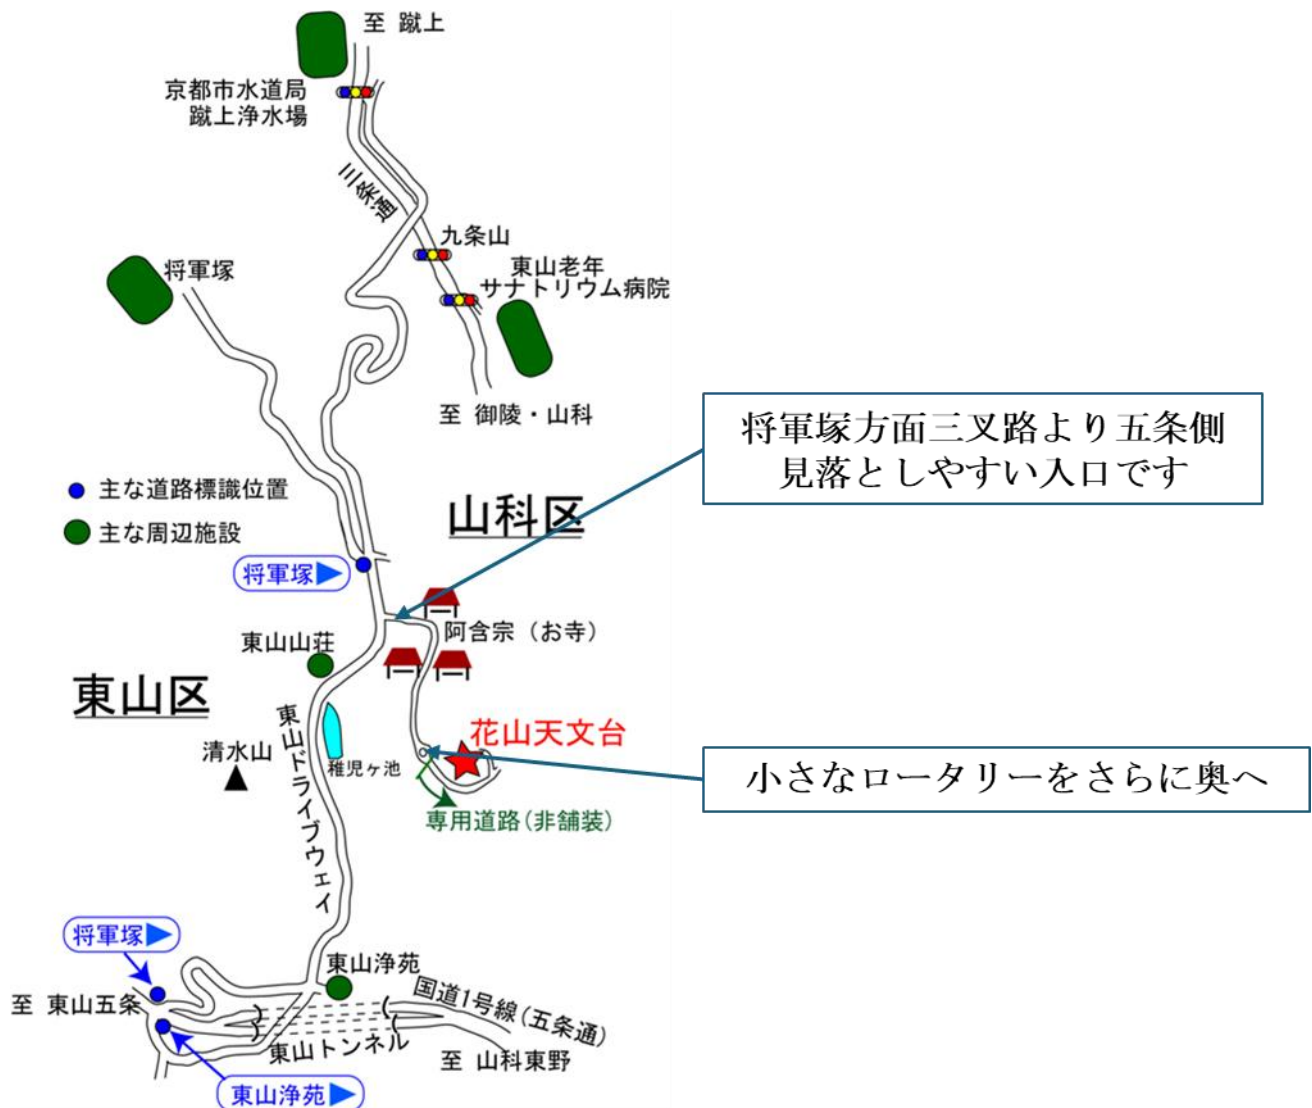 至 蹴上
京都市水道局
蹴上浄水場
三条通
九条山
東山老年
サナトリウム病院
将軍塚
至 御陵・山科
将軍塚方面三叉路より五条側
見落としやすい入口です
主な道路標識位置
主な周辺施設
山科区
将軍塚
阿含宗（お寺）
東山山荘
東山区
花山天文台
清水山
稚児ヶ池
小さなロータリーをさらに奥へ
専用道路(非舗装)
東山ドライブウェイ
将軍塚
東山浄苑
至 東山五条
国道1号線(五条通)
東山トンネル
至 山科東野
東山浄苑